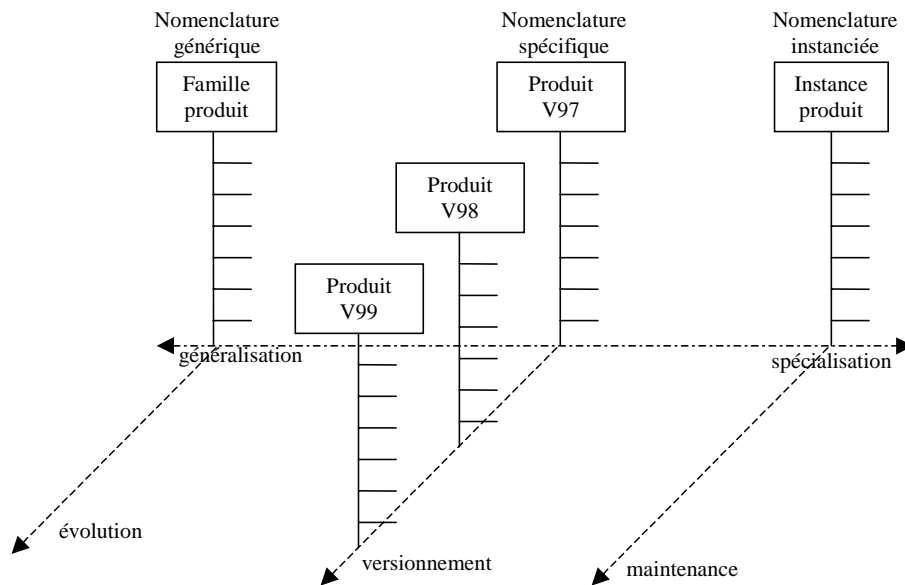 Nomenclature
générique
Nomenclature
spécifique
Nomenclature
instanciée
Famille
produit
Produit
V97
Instance
produit
Produit
V98
Produit
V99
généralisation
spécialisation
évolution
versionnement
maintenance